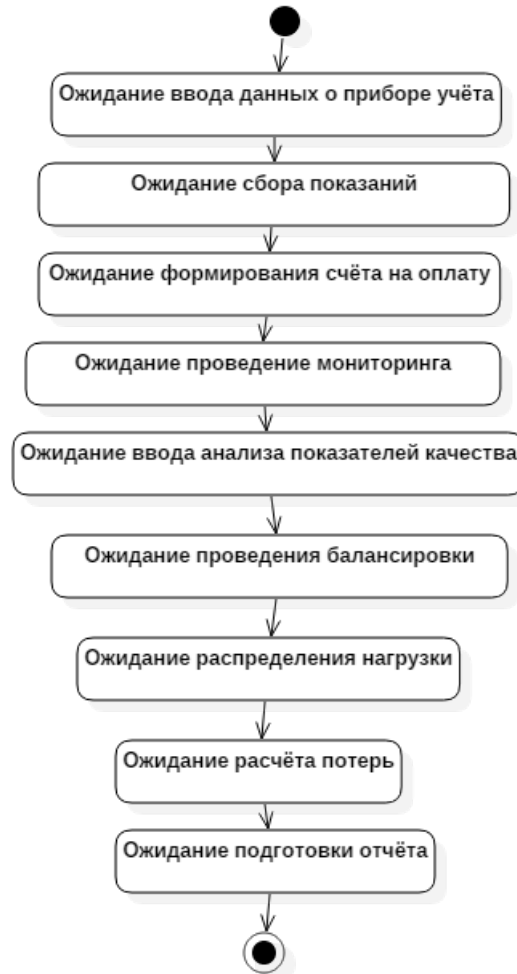 Ожидание ввода данных о приборе учёта
Ожидание сбора показаний
Ожидание формирования счёта на оплату
Ожидание проведение мониторинга
Ожидание ввода анализа показателей качества
Ожидание проведения балансировки
Ожидание распределения нагрузки
Ожидание расчёта потерь
Ожидание подготовки отчёта